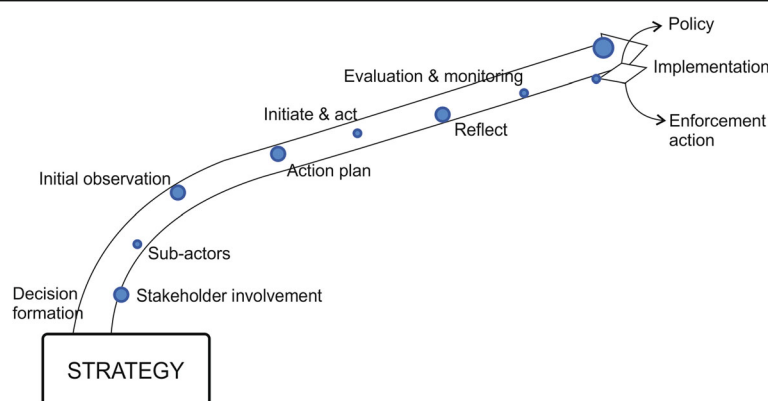 Policy
Implementation
Evaluation & monitoring
Initiate & act
Enforcement
action
Reflect
Action plan
Initial observation
Sub-actors
Decision
formation
Stakeholder involvement
STRATEGY